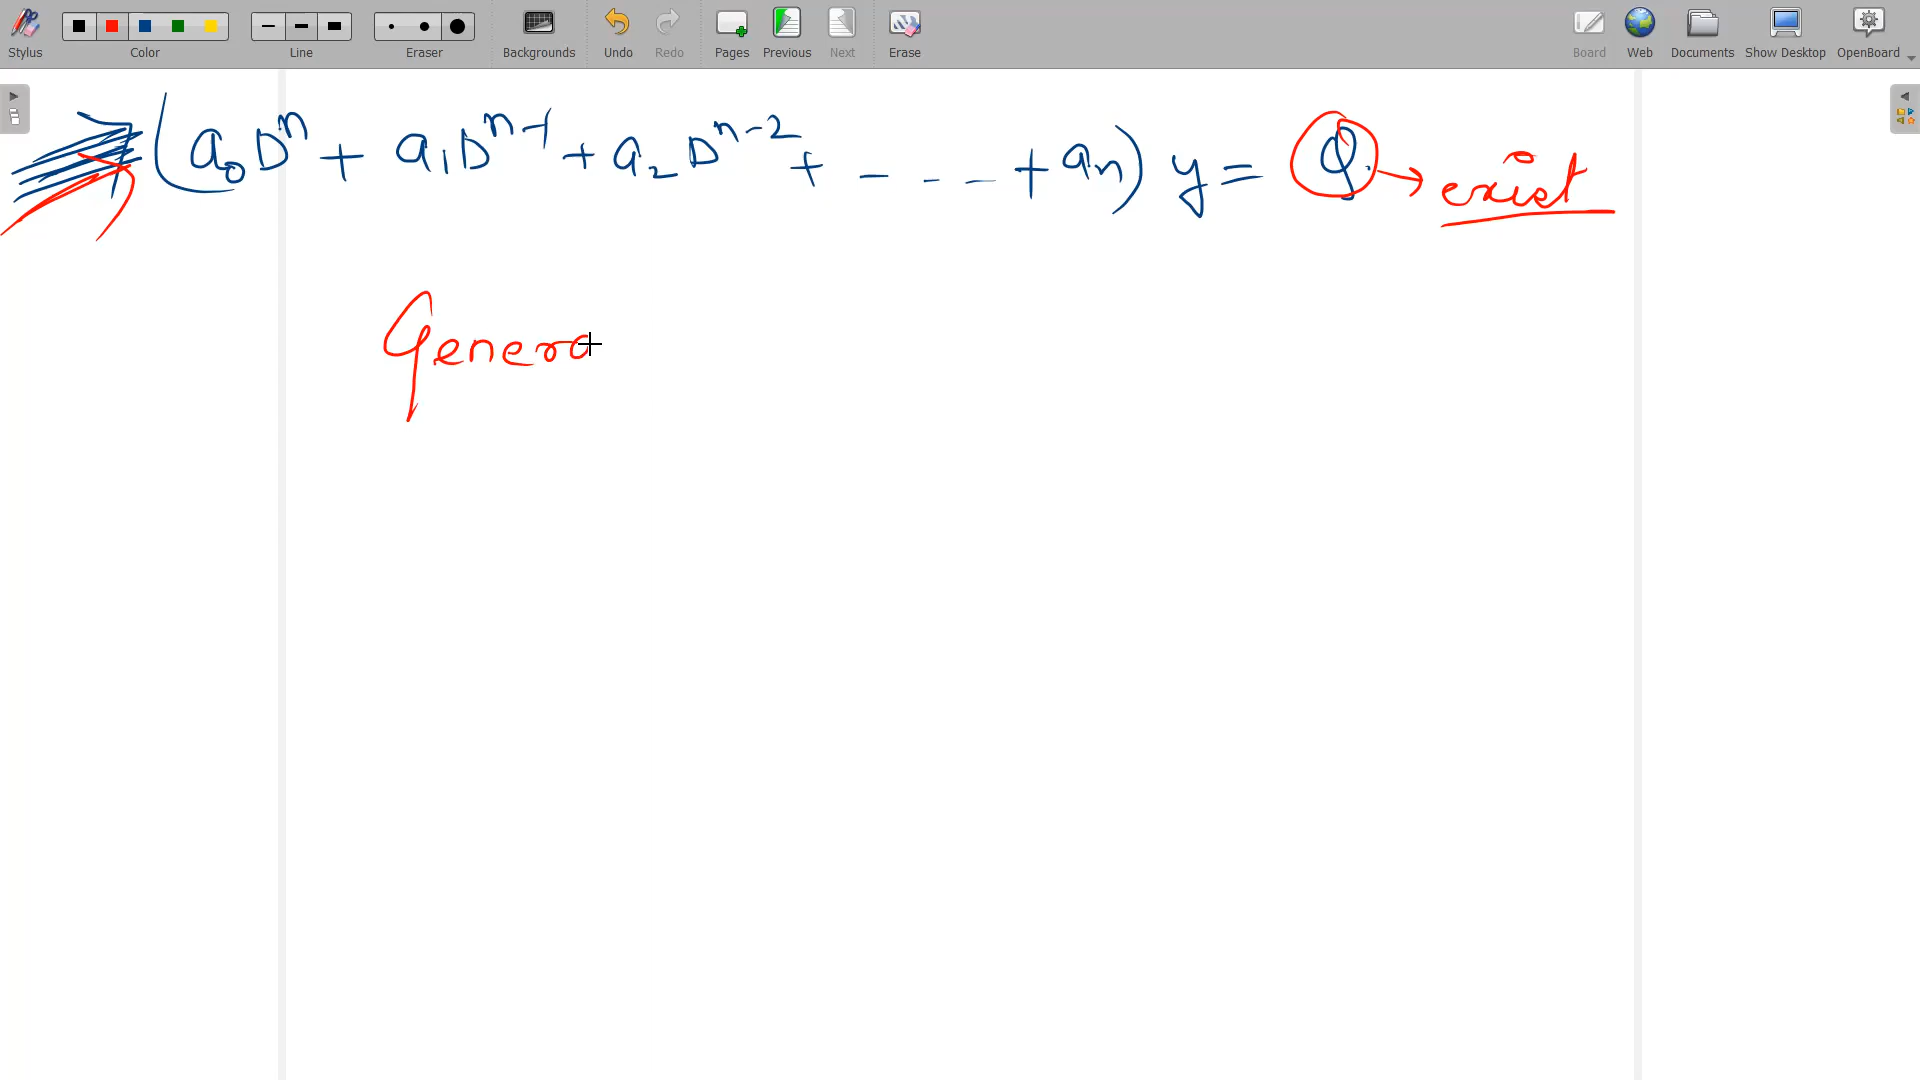 Stylus Color Line Eraser Backgrounds Undo Redo Pages Previous Next Erase Board Web Documents Show Desktop OpenBoard
(a₀Dⁿ + a₁Dⁿ⁻¹ + a₂Dⁿ⁻² + - - - + aₙ) y = Q → exist
Genera